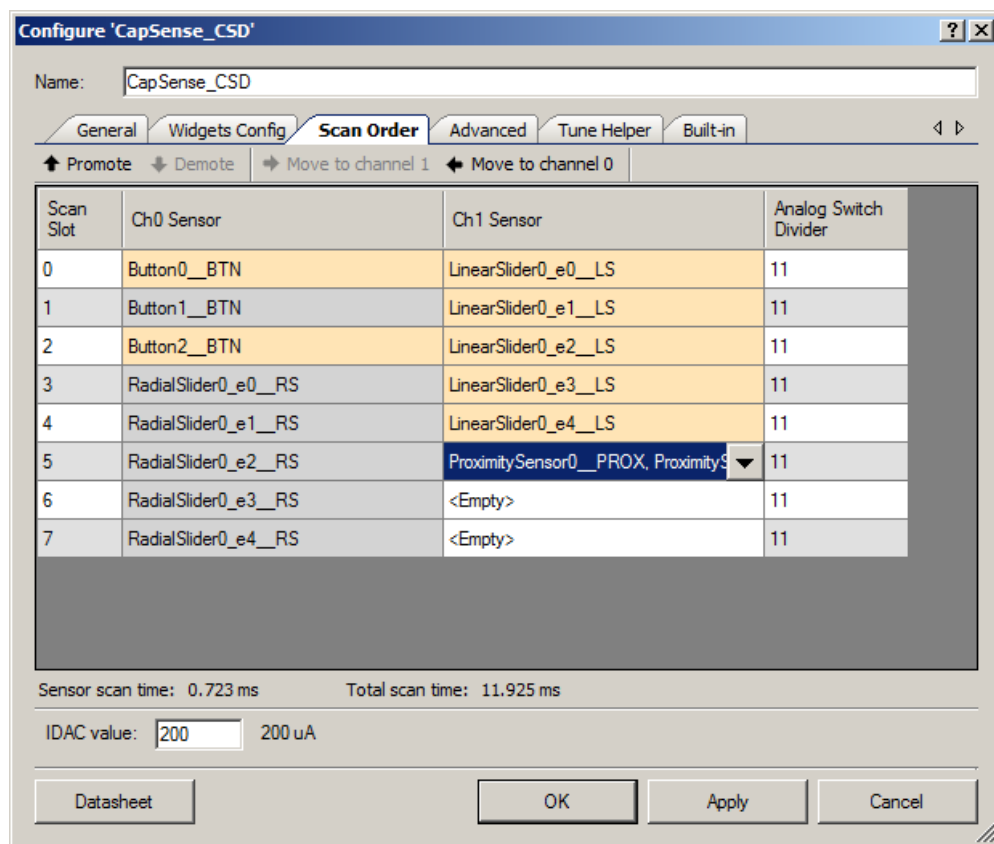 Configure 'CapSense_CSD'
Name: CapSense_CSD
General Widgets Config Scan Order Advanced Tune Helper Built-in
Promote Demote Move to channel 1 Move to channel 0
Scan Slot Ch0 Sensor Ch1 Sensor Analog Switch Divider
0 Button0__BTN LinearSlider0_e0__LS 11
1 Button1__BTN LinearSlider0_e1__LS 11
2 Button2__BTN LinearSlider0_e2__LS 11
3 RadialSlider0_e0__RS LinearSlider0_e3__LS 11
4 RadialSlider0_e1__RS LinearSlider0_e4__LS 11
5 RadialSlider0_e2__RS ProximitySensor0__PROX, ProximityS 11
6 RadialSlider0_e3__RS <Empty> 11
7 RadialSlider0_e4__RS <Empty> 11
Sensor scan time: 0.723 ms Total scan time: 11.925 ms
IDAC value: 200 200 uA
Datasheet OK Apply Cancel